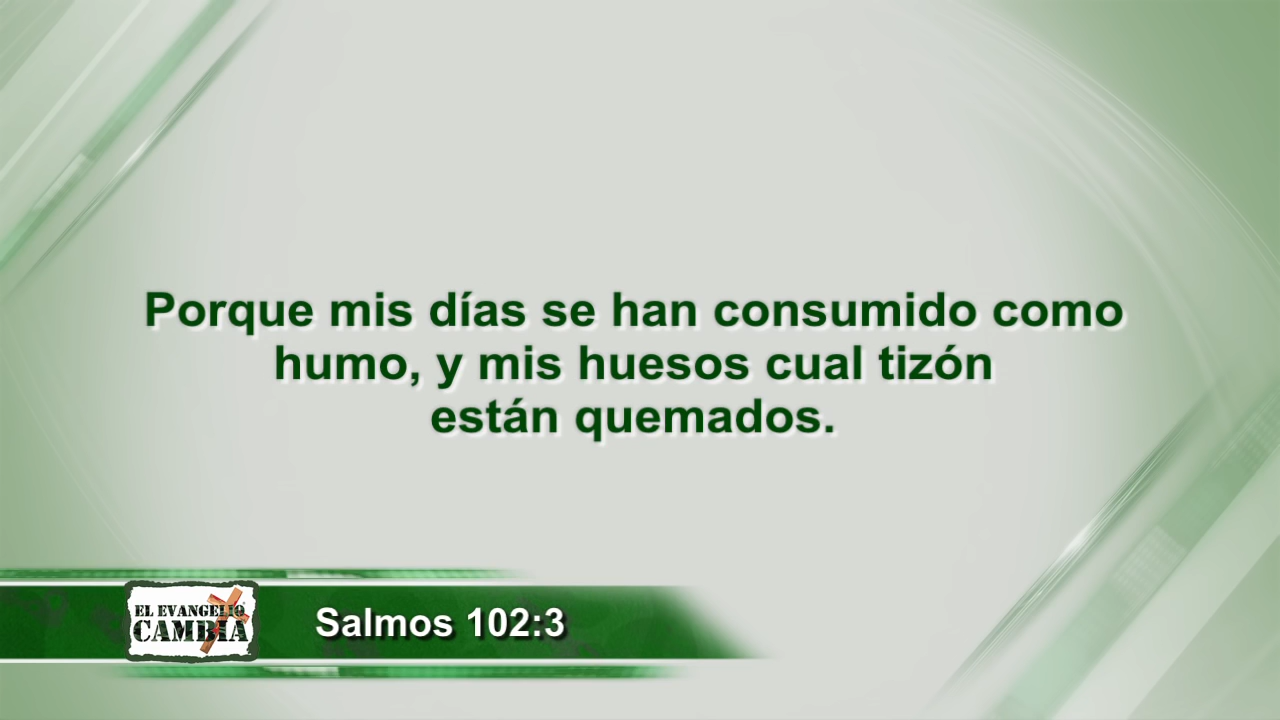 Porque mis días se han consumido como
humo, y mis huesos cual tizón
están quemados.
EL EVANGELIO
CAMBIA
Salmos 102:3